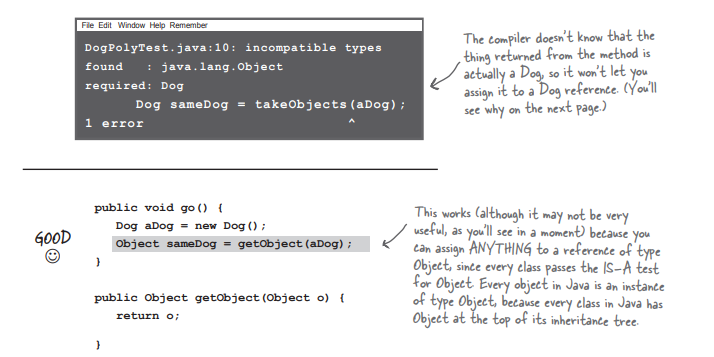 File Edit Window Help Remember
DogPolyTest.java:10: incompatible types
found   : java.lang.Object
required: Dog
Dog sameDog = takeObjects(aDog);
1 error                              ^
The compiler doesn't know that the
thing returned from the method is
actually a Dog, so it won't let you
assign it to a Dog reference. (You'll
see why on the next page.)
GOOD
public void go() {
Dog aDog = new Dog();
Object sameDog = getObject(aDog);
}
public Object getObject(Object o) {
return o;
}
This works (although it may not be very
useful, as you'll see in a moment) because you
can assign ANYTHING to a reference of type
Object, since every class passes the IS-A test
for Object. Every object in Java is an instance
of type Object, because every class in Java has
Object at the top of its inheritance tree.